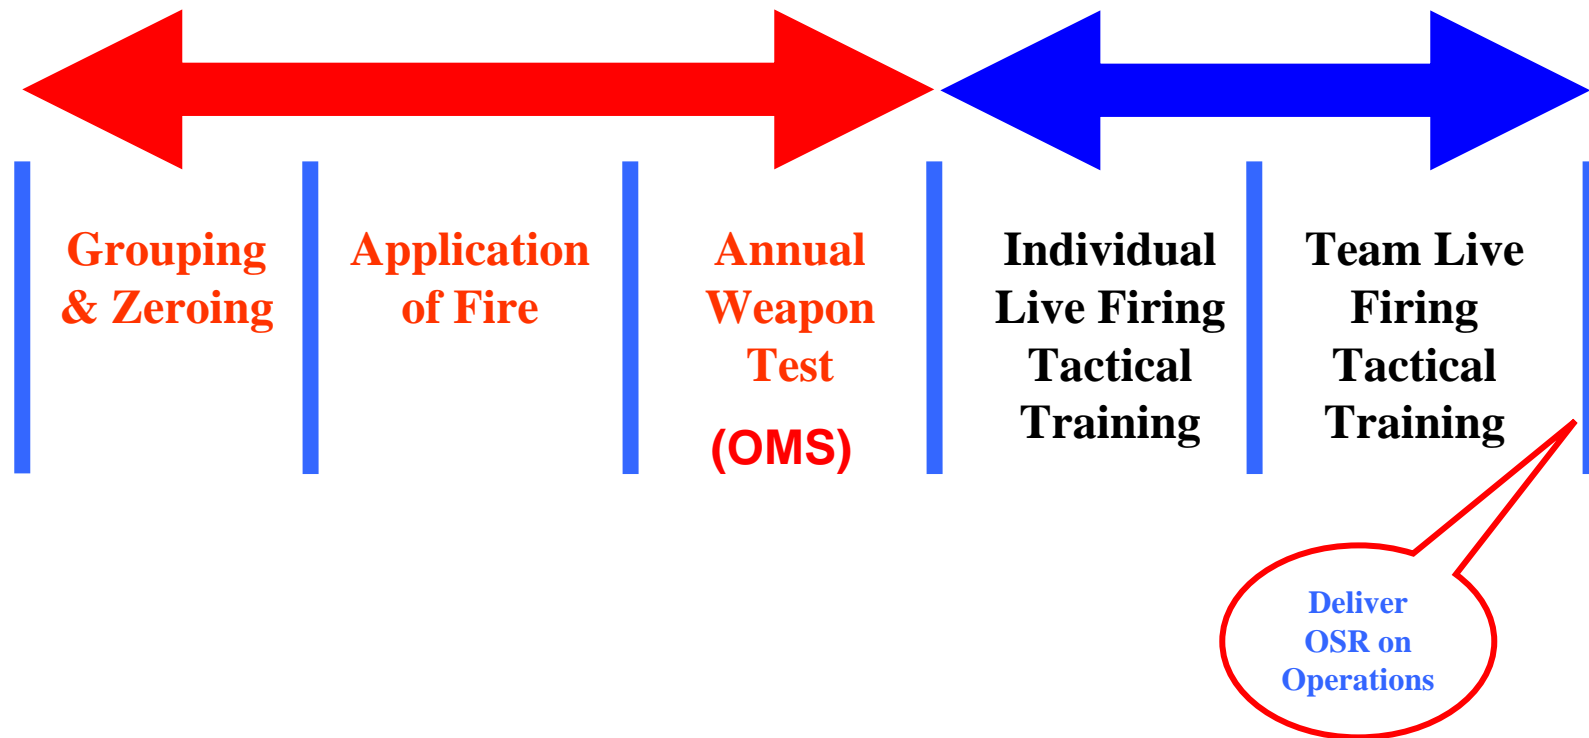 Grouping
& Zeroing
Application
of Fire
Annual
Weapon
Test
(OMS)
Individual
Live Firing
Tactical
Training
Team Live
Firing
Tactical
Training
Deliver
OSR on
Operations